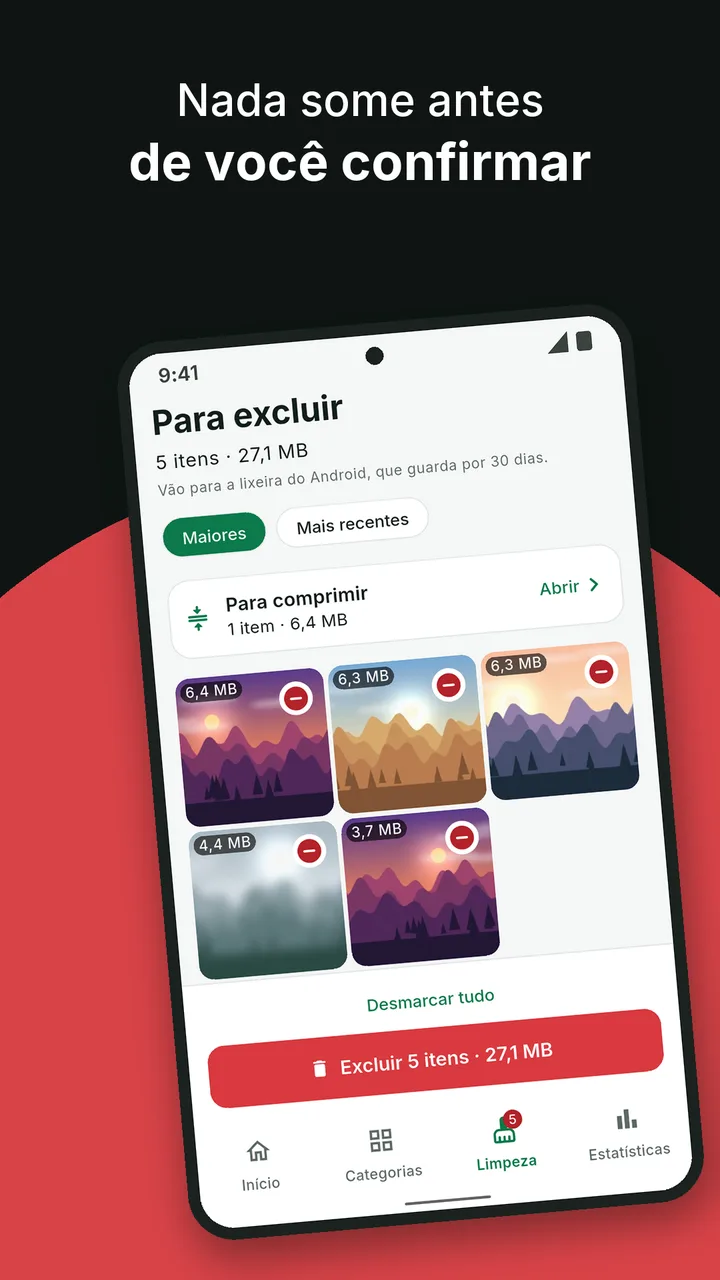 Nada some antes
de você confirmar
9:41
Para excluir
5 itens · 27,1 MB
Vão para a lixeira do Android, que guarda por 30 dias.
Maiores
Mais recentes
Para comprimir
1 item · 6,4 MB
Abrir
6,4 MB
6,3 MB
6,3 MB
4,4 MB
3,7 MB
Desmarcar tudo
Excluir 5 itens · 27,1 MB
5
Início
Categorias
Limpeza
Estatísticas